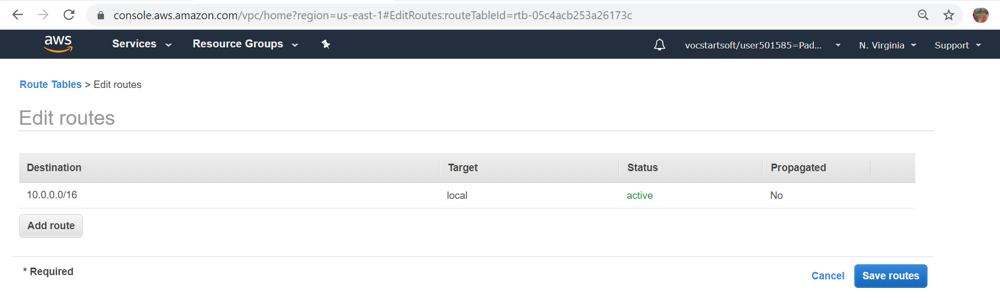 console.aws.amazon.com/vpc/home?region=us-east-1#EditRoutes:routeTableId=rtb-05c4acb253a26173c
aws Services Resource Groups vocstartsoft/user501585=Pad... N. Virginia Support
Route Tables > Edit routes
Edit routes
Destination Target Status Propagated
10.0.0.0/16 local active No
Add route
* Required
Cancel Save routes